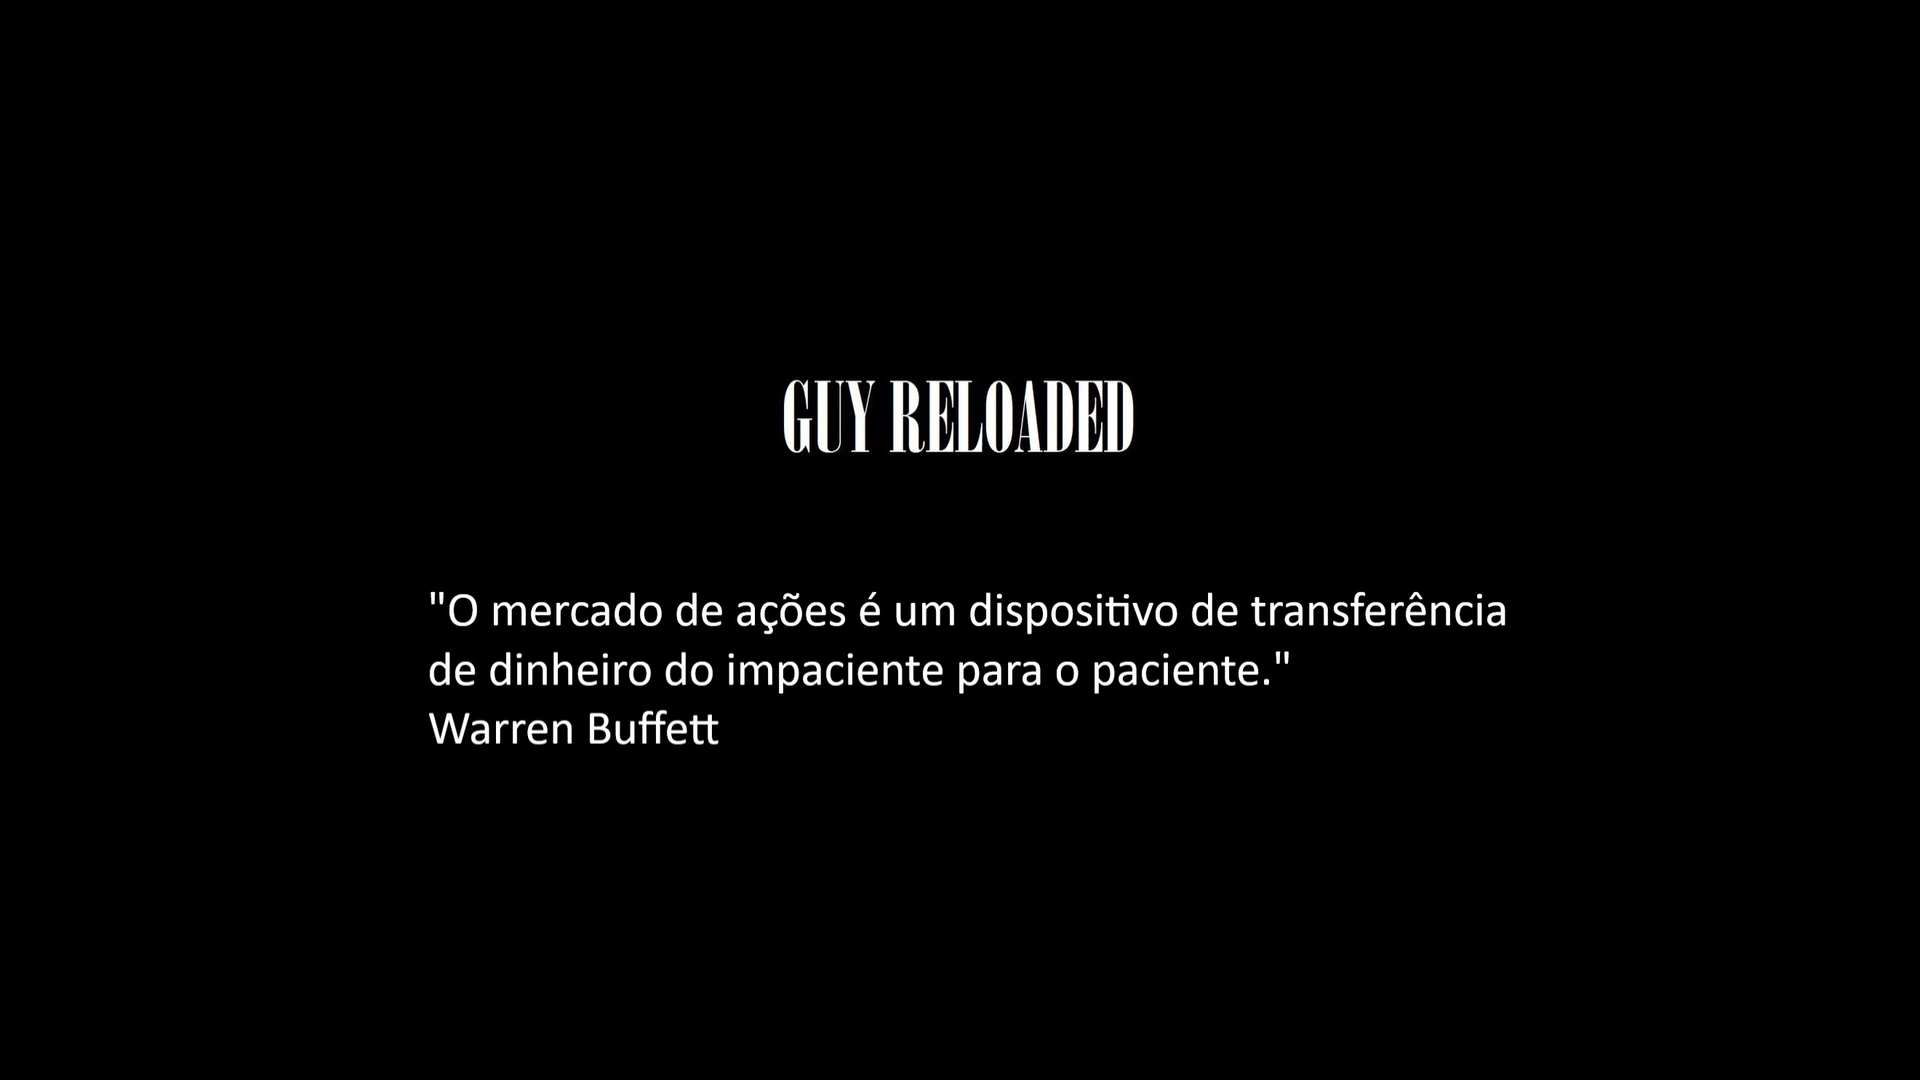 GUY RELOADED
"O mercado de ações é um dispositivo de transferência
de dinheiro do impaciente para o paciente."
Warren Buffett